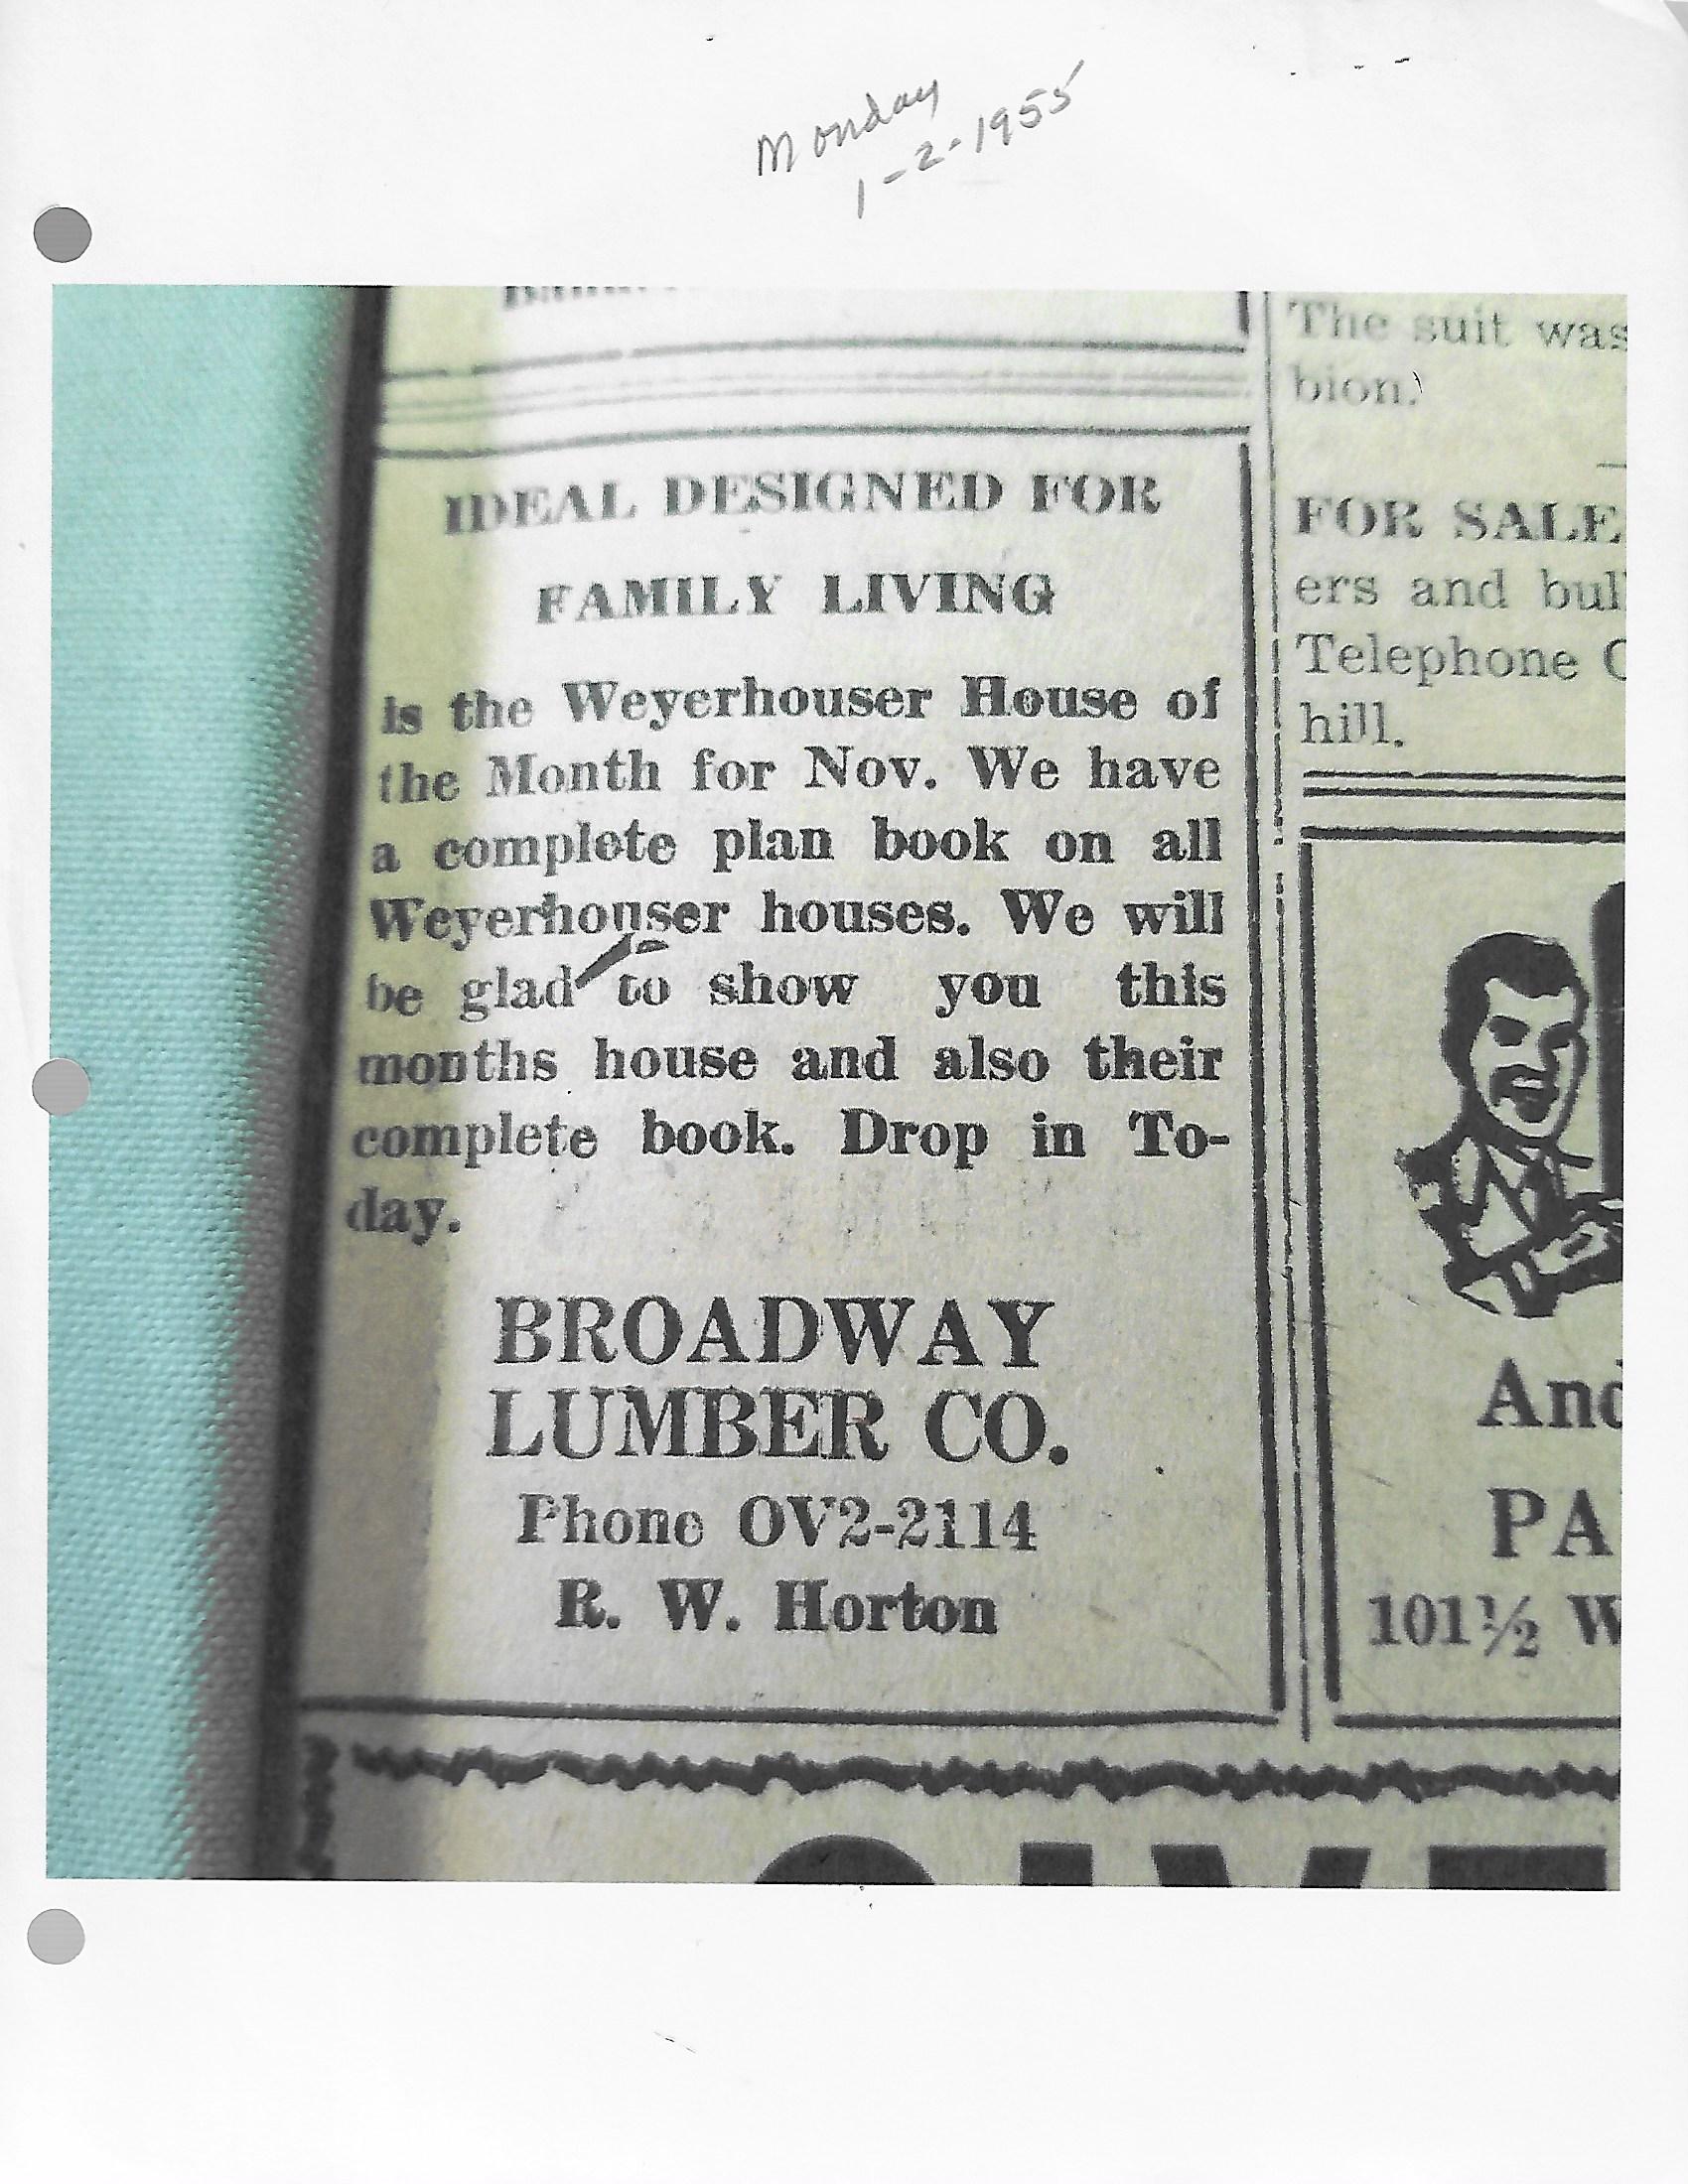 Monday
1-2-1955
IDEAL DESIGNED FOR
FAMILY LIVING
is the Weyerhouser House of
the Month for Nov. We have
a complete plan book on all
Weyerhouser houses. We will
be glad to show you this
months house and also their
complete book. Drop in To-
day.
BROADWAY
LUMBER CO.
Phone OV2-2114
R. W. Horton
The suit was
bion.
FOR SALE
ers and bul
Telephone
hill.
And
PA
101½ W